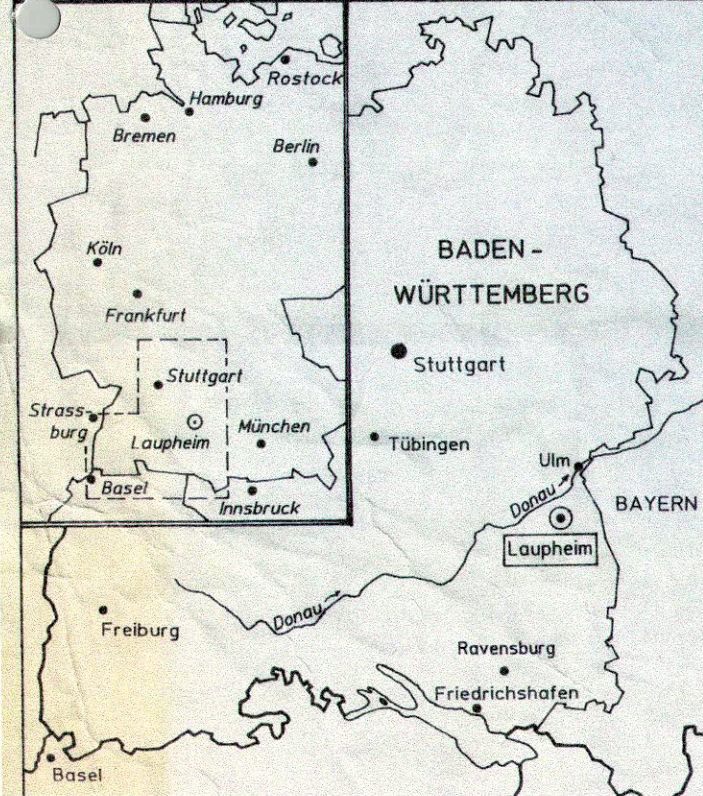 Rostock
Hamburg
Bremen
Berlin
Köln
Frankfurt
Stuttgart
Strass-
burg
Laupheim
München
Basel
Innsbruck
BADEN-
WÜRTTEMBERG
Stuttgart
Tübingen
Ulm
Donau
BAYERN
Laupheim
Donau
Freiburg
Ravensburg
Friedrichshafen
Basel